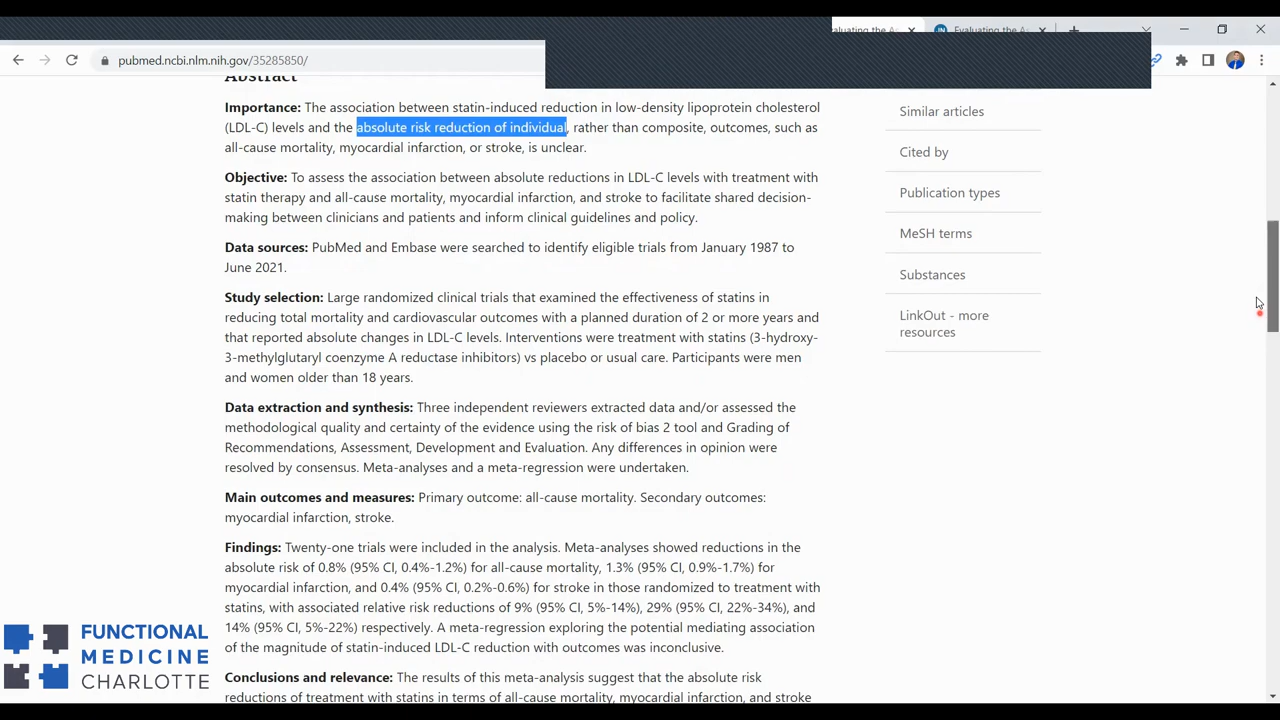 aluating the As
Evaluating the As
pubmed.ncbi.nlm.nih.gov/35285850/
Abstract
Importance: The association between statin-induced reduction in low-density lipoprotein cholesterol
(LDL-C) levels and the absolute risk reduction of individual, rather than composite, outcomes, such as
all-cause mortality, myocardial infarction, or stroke, is unclear.
Objective: To assess the association between absolute reductions in LDL-C levels with treatment with
statin therapy and all-cause mortality, myocardial infarction, and stroke to facilitate shared decision-
making between clinicians and patients and inform clinical guidelines and policy.
Data sources: PubMed and Embase were searched to identify eligible trials from January 1987 to
June 2021.
Study selection: Large randomized clinical trials that examined the effectiveness of statins in
reducing total mortality and cardiovascular outcomes with a planned duration of 2 or more years and
that reported absolute changes in LDL-C levels. Interventions were treatment with statins (3-hydroxy-
3-methylglutaryl coenzyme A reductase inhibitors) vs placebo or usual care. Participants were men
and women older than 18 years.
Data extraction and synthesis: Three independent reviewers extracted data and/or assessed the
methodological quality and certainty of the evidence using the risk of bias 2 tool and Grading of
Recommendations, Assessment, Development and Evaluation. Any differences in opinion were
resolved by consensus. Meta-analyses and a meta-regression were undertaken.
Main outcomes and measures: Primary outcome: all-cause mortality. Secondary outcomes:
myocardial infarction, stroke.
Findings: Twenty-one trials were included in the analysis. Meta-analyses showed reductions in the
absolute risk of 0.8% (95% CI, 0.4%-1.2%) for all-cause mortality, 1.3% (95% CI, 0.9%-1.7%) for
myocardial infarction, and 0.4% (95% CI, 0.2%-0.6%) for stroke in those randomized to treatment with
statins, with associated relative risk reductions of 9% (95% CI, 5%-14%), 29% (95% CI, 22%-34%), and
14% (95% CI, 5%-22%) respectively. A meta-regression exploring the potential mediating association
of the magnitude of statin-induced LDL-C reduction with outcomes was inconclusive.
Conclusions and relevance: The results of this meta-analysis suggest that the absolute risk
reductions of treatment with statins in terms of all-cause mortality, myocardial infarction, and stroke
Similar articles
Cited by
Publication types
MeSH terms
Substances
LinkOut - more
resources
FUNCTIONAL
MEDICINE
CHARLOTTE